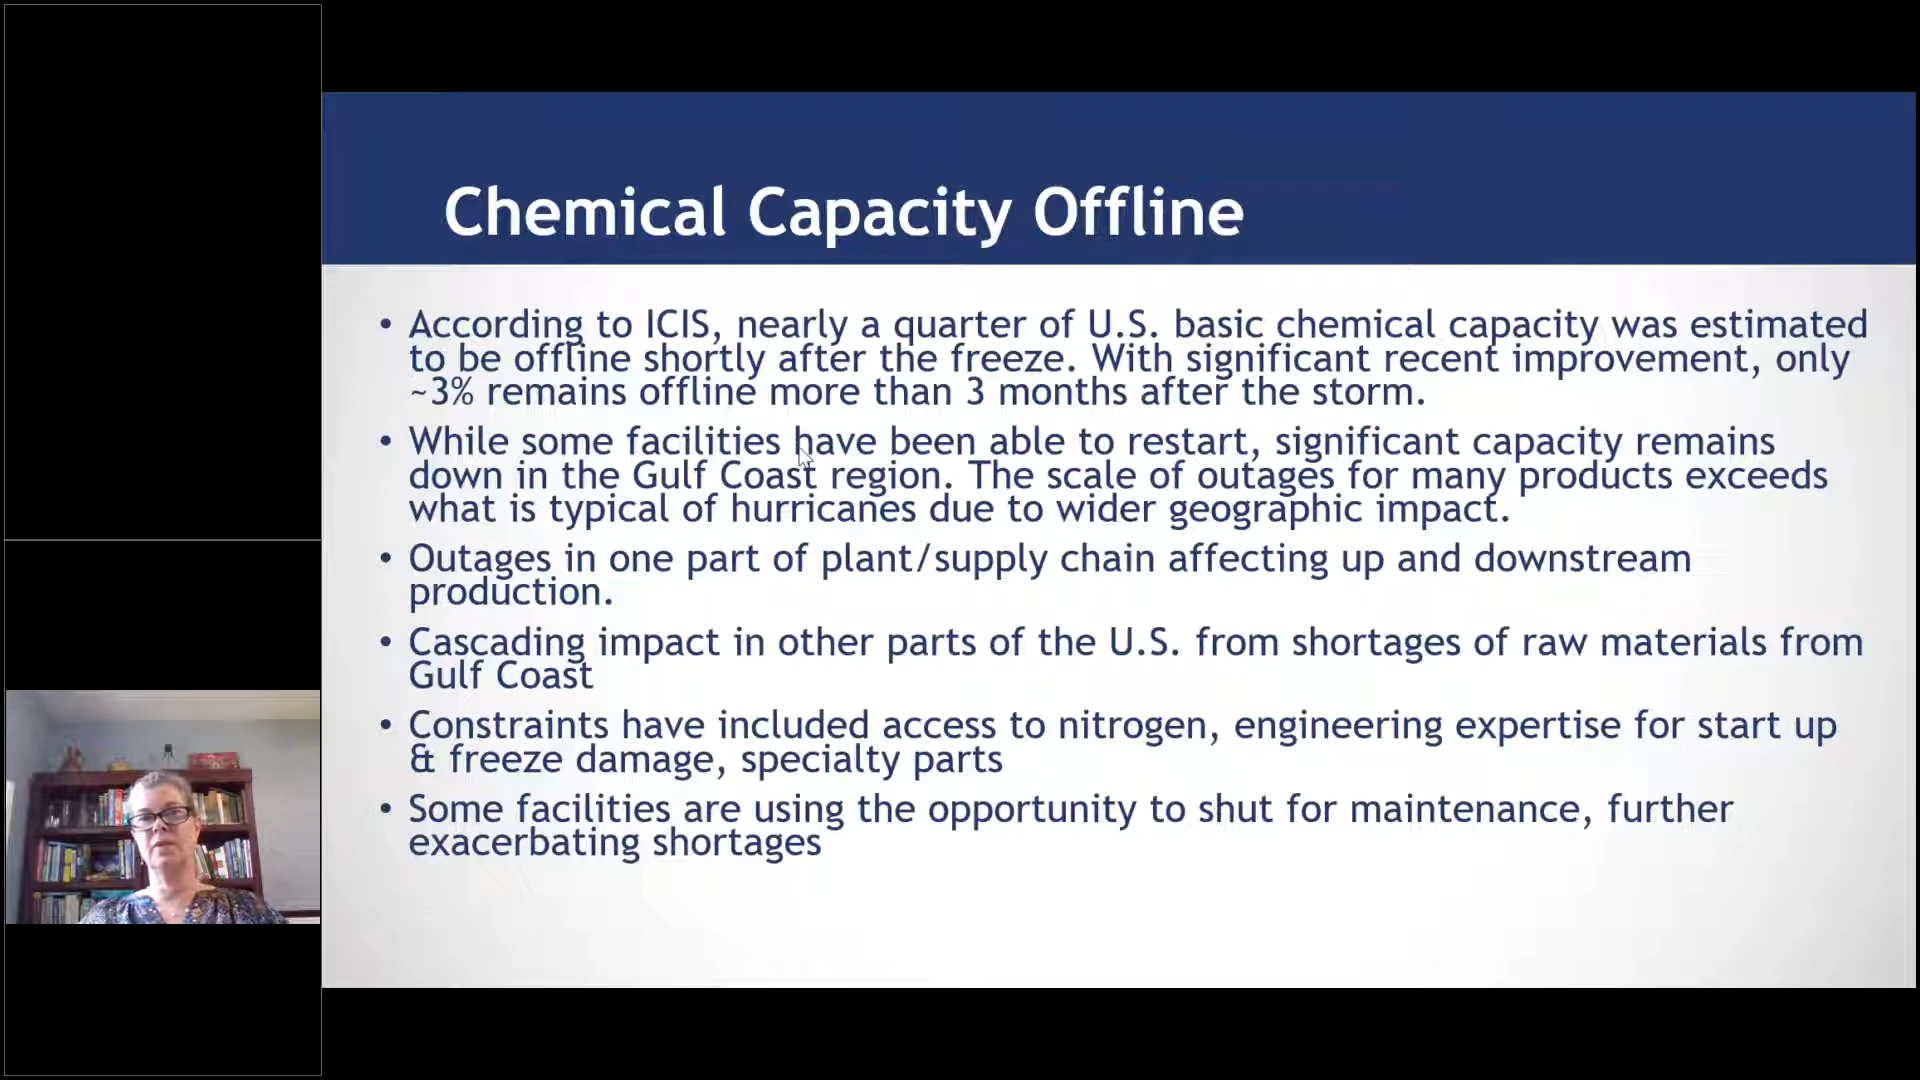 Chemical Capacity Offline
• According to ICIS, nearly a quarter of U.S. basic chemical capacity was estimated
to be offline shortly after the freeze. With significant recent improvement, only
~3% remains offline more than 3 months after the storm.
• While some facilities have been able to restart, significant capacity remains
down in the Gulf Coast region. The scale of outages for many products exceeds
what is typical of hurricanes due to wider geographic impact.
• Outages in one part of plant/supply chain affecting up and downstream
production.
• Cascading impact in other parts of the U.S. from shortages of raw materials from
Gulf Coast
• Constraints have included access to nitrogen, engineering expertise for start up
& freeze damage, specialty parts
• Some facilities are using the opportunity to shut for maintenance, further
exacerbating shortages